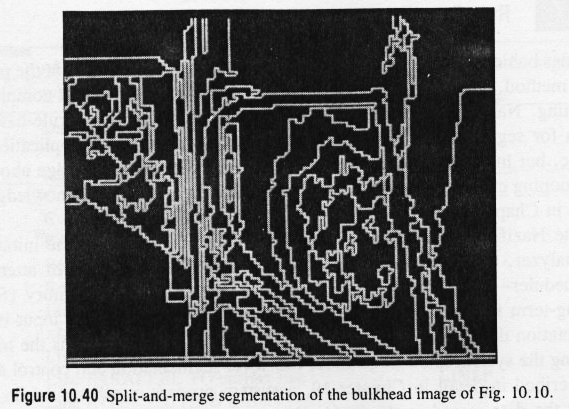 Figure 10.40 Split-and-merge segmentation of the bulkhead image of Fig. 10.10.